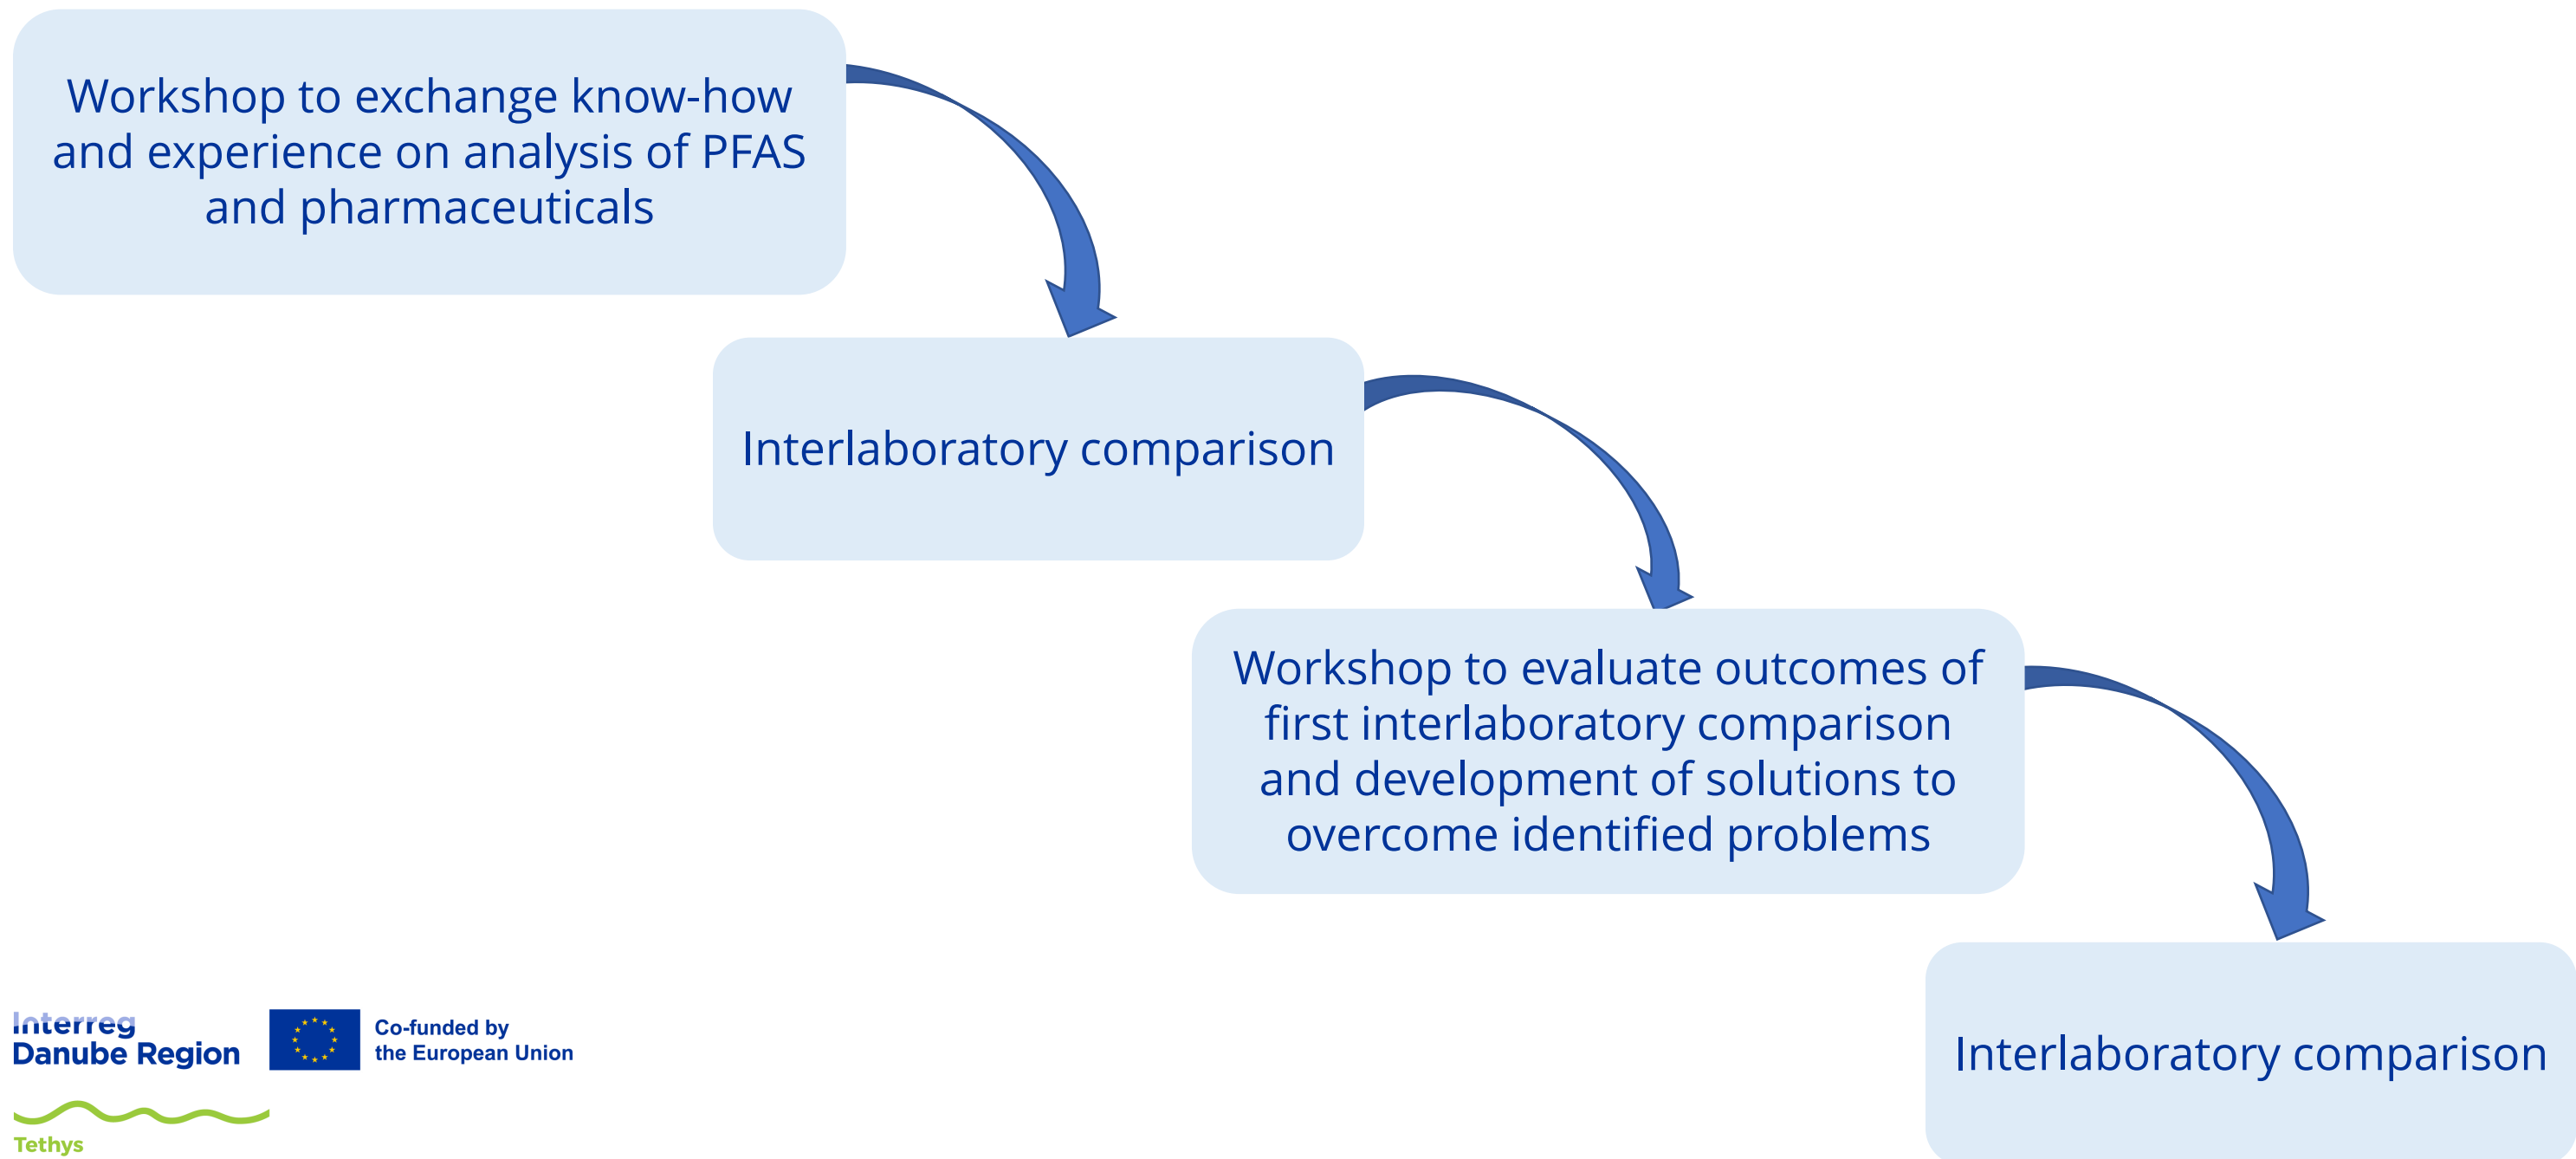 Workshop to exchange know-how
and experience on analysis of PFAS
and pharmaceuticals
Interlaboratory comparison
Workshop to evaluate outcomes of
first interlaboratory comparison
and development of solutions to
overcome identified problems
Interlaboratory comparison
Interreg
Danube Region
Co-funded by
the European Union
Tethys